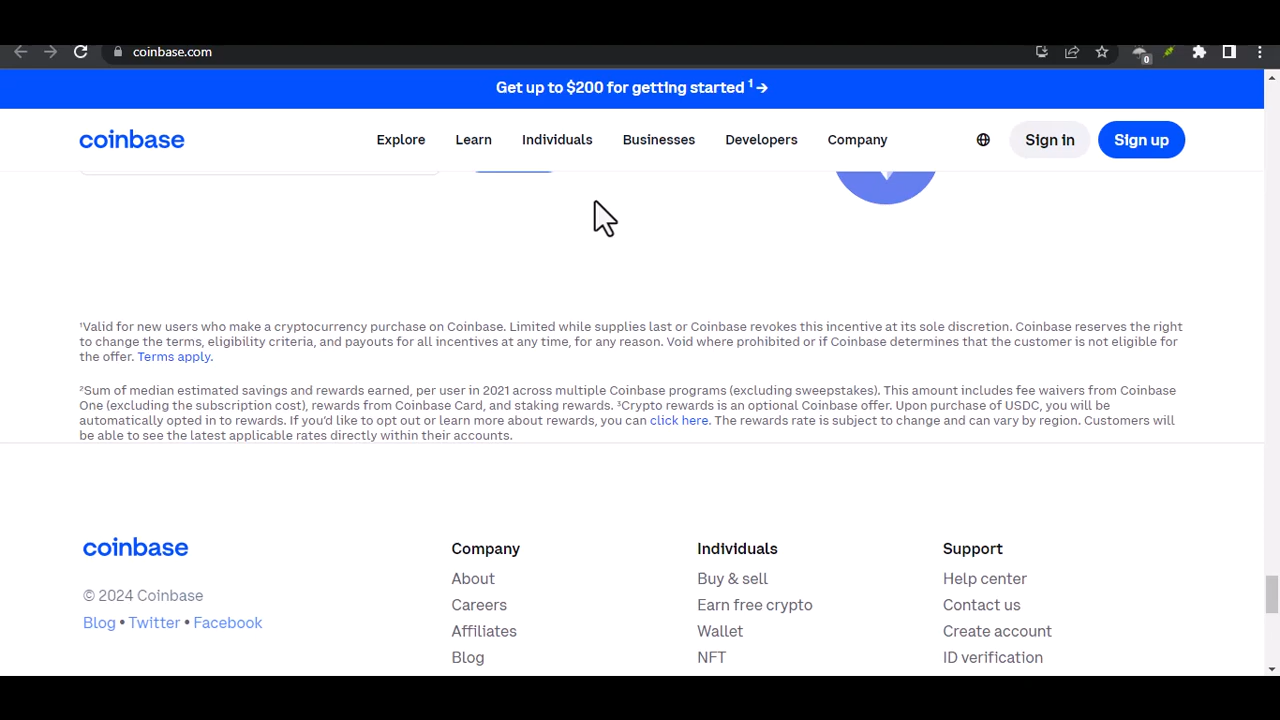 coinbase.com
0
Get up to $200 for getting started ¹ →
coinbase
Explore
Learn
Individuals
Businesses
Developers
Company
Sign in
Sign up
¹Valid for new users who make a cryptocurrency purchase on Coinbase. Limited while supplies last or Coinbase revokes this incentive at its sole discretion. Coinbase reserves the right
to change the terms, eligibility criteria, and payouts for all incentives at any time, for any reason. Void where prohibited or if Coinbase determines that the customer is not eligible for
the offer. Terms apply.
²Sum of median estimated savings and rewards earned, per user in 2021 across multiple Coinbase programs (excluding sweepstakes). This amount includes fee waivers from Coinbase
One (excluding the subscription cost), rewards from Coinbase Card, and staking rewards. ³Crypto rewards is an optional Coinbase offer. Upon purchase of USDC, you will be
automatically opted in to rewards. If you'd like to opt out or learn more about rewards, you can click here. The rewards rate is subject to change and can vary by region. Customers will
be able to see the latest applicable rates directly within their accounts.
coinbase
© 2024 Coinbase
Blog • Twitter • Facebook
Company
About
Careers
Affiliates
Blog
Individuals
Buy & sell
Earn free crypto
Wallet
NFT
Support
Help center
Contact us
Create account
ID verification